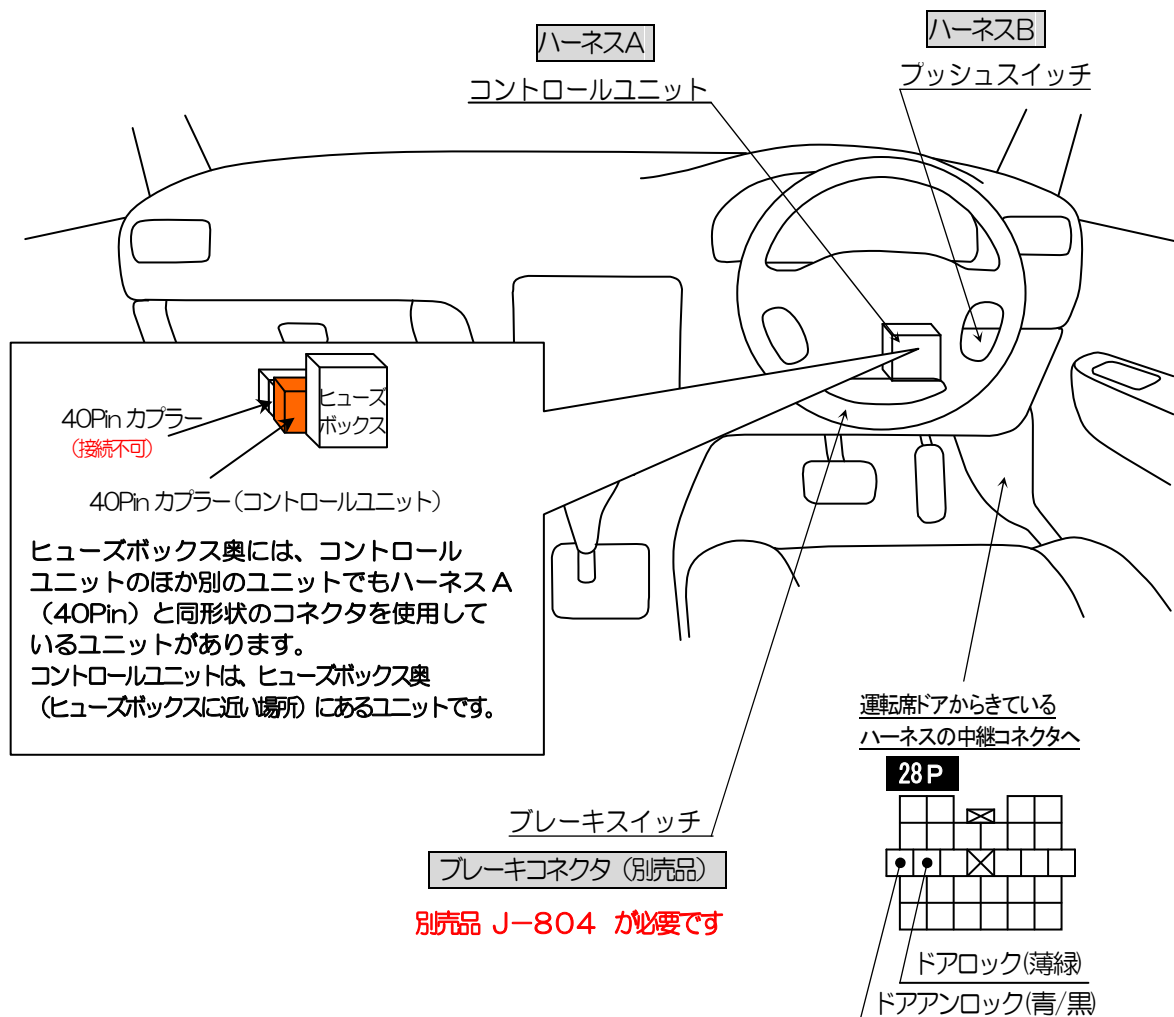 ハーネスA
コントロールユニット
ハーネスB
プッシュスイッチ
ヒューズ
ボックス
40Pin カプラー
(接続不可)
40Pin カプラー(コントロールユニット)
ヒューズボックス奥には、コントロール
ユニットのほか別のユニットでもハーネスA
(40Pin)と同形状のコネクタを使用して
いるユニットがあります。
コントロールユニットは、ヒューズボックス奥
(ヒューズボックスに近い場所)にあるユニットです。
ブレーキスイッチ
ブレーキコネクタ(別売品)
別売品 J-804 が必要です
運転席ドアからきている
ハーネスの中継コネクタへ
28P
ドアロック(薄緑)
ドアアンロック(青/黒)